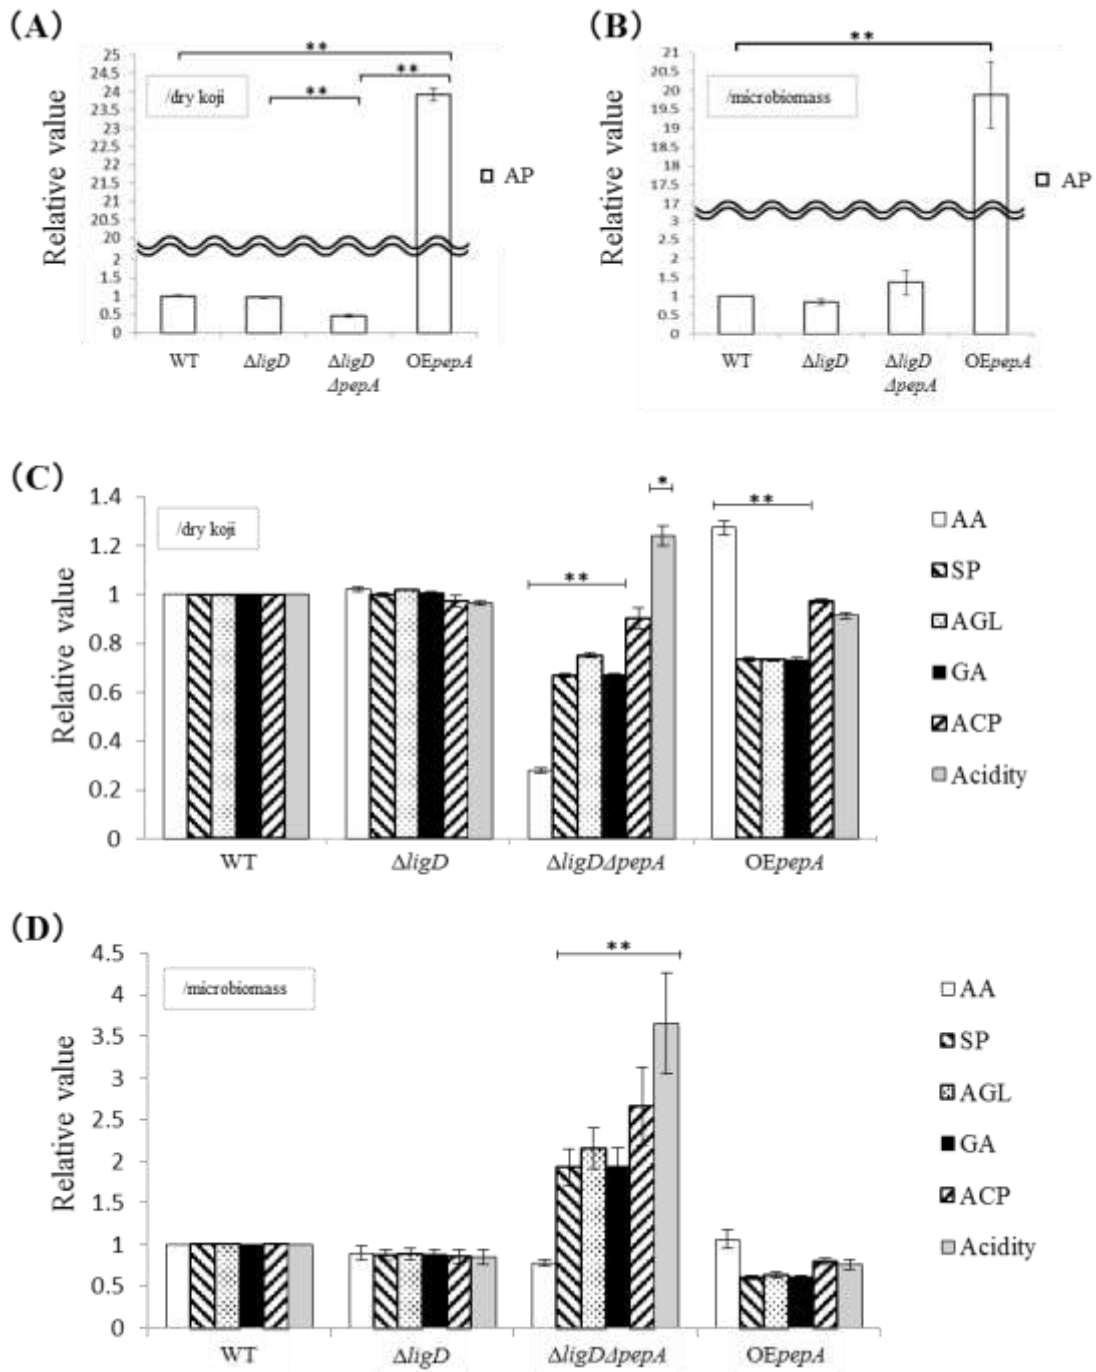 (A)
**
**
**
/dry koji
Relative value
25
24.5
24
23.5
23
22.5
22
21.5
21
20.5
20
2
1.5
1
0.5
0
WT
ΔligD
ΔligD
ΔpepA
OEpepA
AP
(B)
**
/microbiomass
Relative value
21
20.5
20
19.5
19
18.5
18
17.5
17
3
2.5
2
1.5
1
0.5
0
WT
ΔligD
ΔligD
ΔpepA
OEpepA
AP
(C)
*
**
**
/dry koji
Relative value
1.4
1.2
1
0.8
0.6
0.4
0.2
0
WT
ΔligD
ΔligDΔpepA
OEpepA
AA
SP
AGL
GA
ACP
Acidity
(D)
**
/microbiomass
Relative value
4.5
4
3.5
3
2.5
2
1.5
1
0.5
0
WT
ΔligD
ΔligDΔpepA
OEpepA
AA
SP
AGL
GA
ACP
Acidity